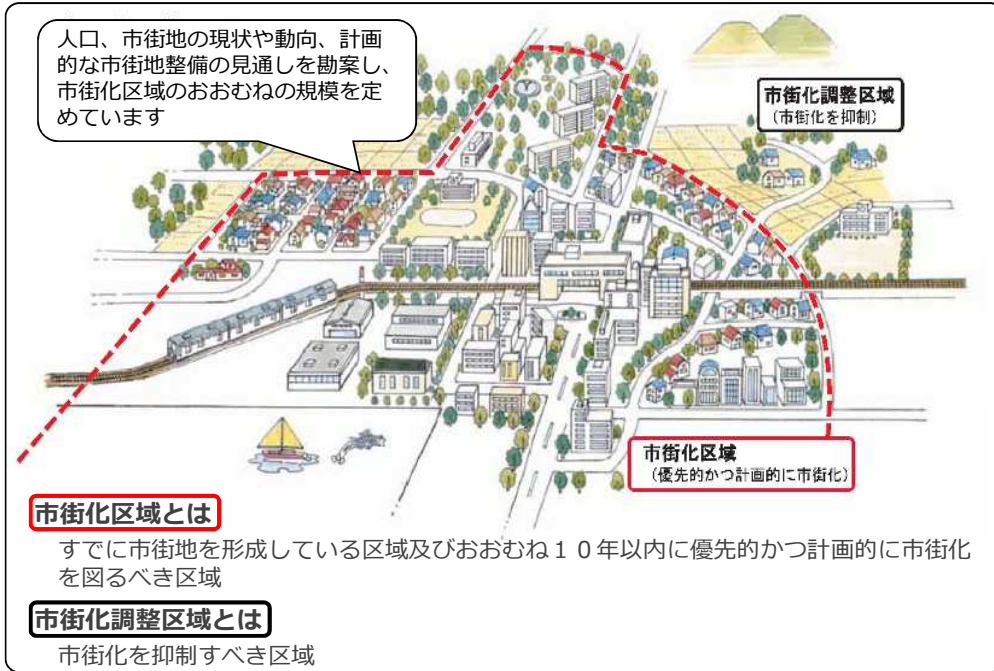 人口、市街地の現状や動向、計画
的な市街地整備の見通しを勘案し、
市街化区域のおおむねの規模を定
めています
市街化調整区域
(市街化を抑制)
市街化区域
(優先的かつ計画的に市街化)
市街化区域とは
すでに市街地を形成している区域及びおおむね１０年以内に優先的かつ計画的に市街化
を図るべき区域
市街化調整区域とは
市街化を抑制すべき区域